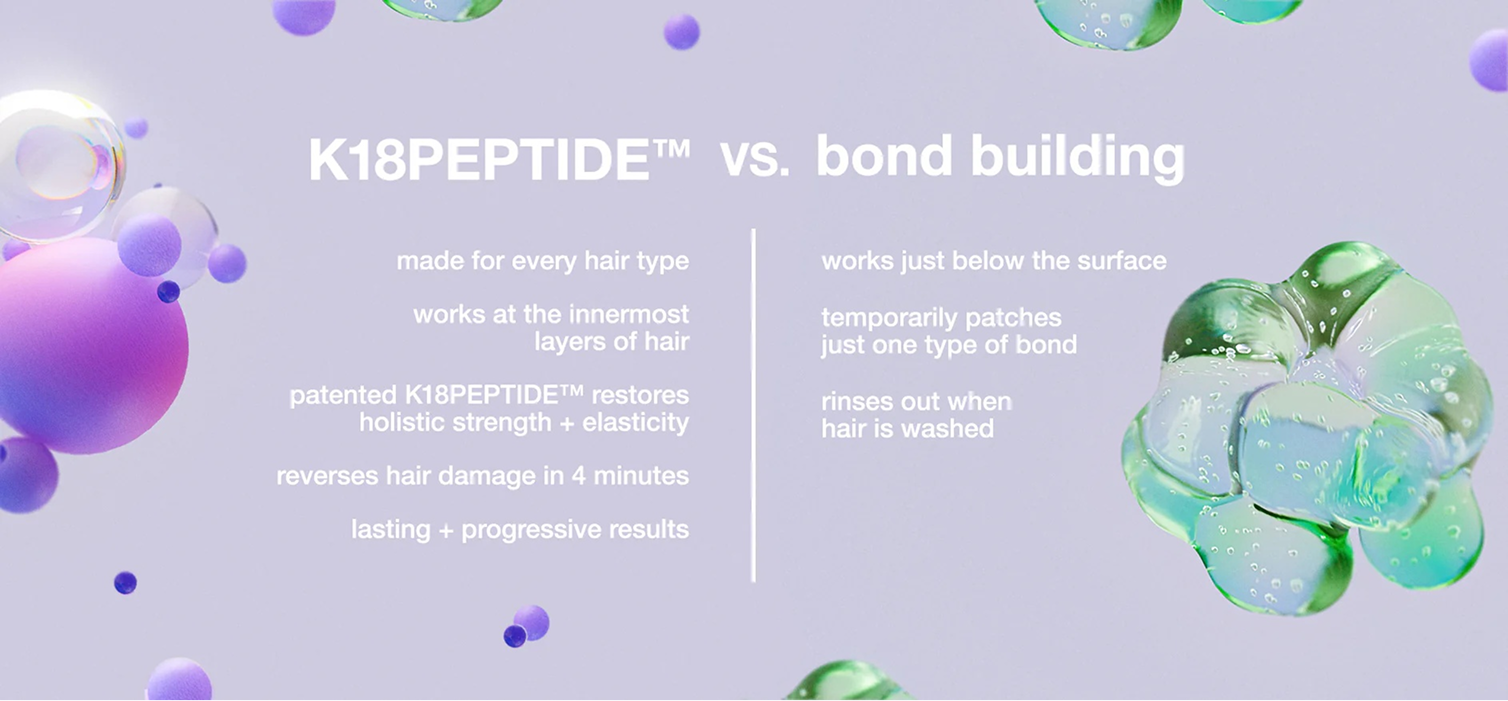 K18PEPTIDE™ vs. bond building
made for every hair type
works at the innermost
layers of hair
patented K18PEPTIDE™ restores
holistic strength + elasticity
reverses hair damage in 4 minutes
lasting + progressive results
works just below the surface
temporarily patches
just one type of bond
rinses out when
hair is washed